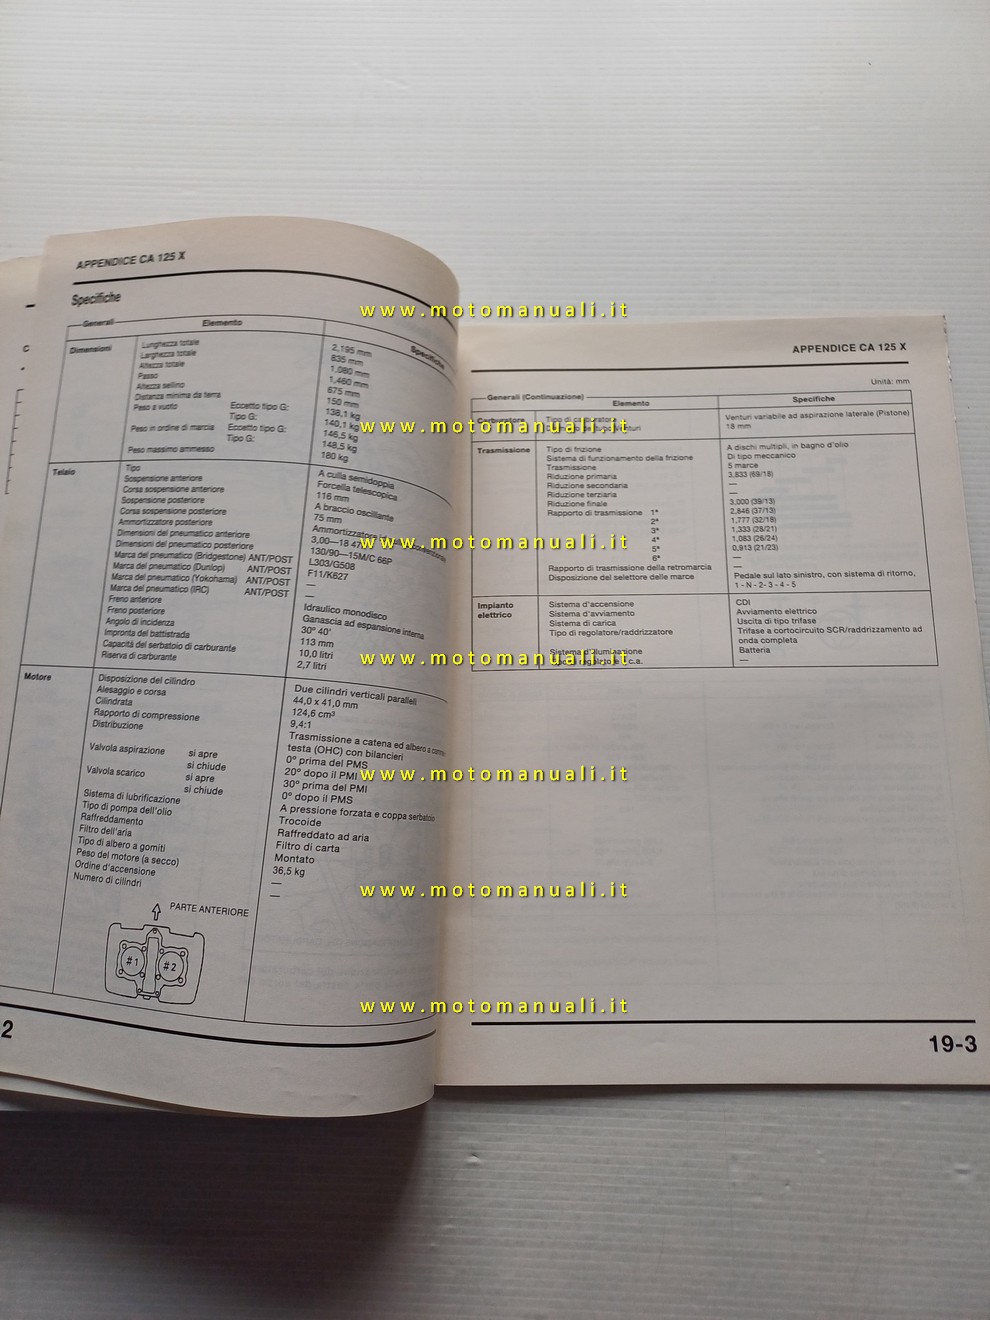 APPENDICE CA 125 X
Specifiche
Generali Elemento Specifiche
Dimensioni Lunghezza totale 2,195 mm
Larghezza totale 835 mm
Altezza totale 1,080 mm
Passo 1,460 mm
Altezza sellino 675 mm
Distanza minima da terra 150 mm
Peso a vuoto Eccetto tipo G: 138,1 kg
Tipo G: 140,1 kg
Peso in ordine di marcia Eccetto tipo G: 146,5 kg
Tipo G: 148,5 kg
Peso massimo ammesso 180 kg
Telaio Tipo A culla semidoppia
Sospensione anteriore Forcella telescopica
Corsa sospensione anteriore 116 mm
Sospensione posteriore A braccio oscillante
Corsa sospensione posteriore 75 mm
Ammortizzatore posteriore Ammortizzatore
Dimensioni del pneumatico anteriore 3,00—18
Dimensioni del pneumatico posteriore 130/90—15M/C 66P
Marca del pneumatico (Bridgestone) ANT/POST L303/G508
Marca del pneumatico (Dunlop) ANT/POST F11/K627
Marca del pneumatico (Yokohama) ANT/POST —
Marca del pneumatico (IRC) ANT/POST —
Freno anteriore Idraulico monodisco
Freno posteriore Ganascia ad espansione interna
Angolo di incidenza 30° 40'
Impronta del battistrada 113 mm
Capacità del serbatoio di carburante 10,0 litri
Riserva di carburante 2,7 litri
Motore Disposizione del cilindro Due cilindri verticali paralleli
Alesaggio e corsa 44,0 x 41,0 mm
Cilindrata 124,6 cm³
Rapporto di compressione 9,4:1
Distribuzione Trasmissione a catena ed albero a
testa (OHC) con bilancieri
Valvola aspirazione si apre 0° prima del PMS
si chiude 20° dopo il PMI
Valvola scarico si apre 30° prima del PMI
si chiude 0° dopo il PMS
Sistema di lubrificazione A pressione forzata e coppa serbatoio
Tipo di pompa dell'olio Trocoide
Raffreddamento Raffreddato ad aria
Filtro dell'aria Filtro di carta
Tipo di albero a gomiti Montato
Peso del motore (a secco) 36,5 kg
Ordine d'accensione —
Numero di cilindri —
PARTE ANTERIORE
#1 #2
2
APPENDICE CA 125 X
Unità: mm
Generali (Continuazione) Elemento Specifiche
Carburatore Tipo di carburatore Venturi variabile ad aspirazione laterale (Pistone)
18 mm
Trasmissione Tipo di frizione A dischi multipli, in bagno d'olio
Sistema di funzionamento della frizione Di tipo meccanico
Trasmissione 5 marce
Riduzione primaria 3,833 (69/18)
Riduzione secondaria —
Riduzione terziaria —
Riduzione finale 3,000 (39/13)
Rapporto di trasmissione 1ª 2,846 (37/13)
2ª 1,777 (32/18)
3ª 1,333 (28/21)
4ª 1,083 (26/24)
5ª 0,913 (21/23)
6ª —
Rapporto di trasmissione della retromarcia —
Disposizione del selettore delle marce Pedale sul lato sinistro, con sistema di ritorno,
1 - N - 2- 3 - 4 - 5
Impianto elettrico Sistema d'accensione CDI
Sistema d'avviamento Avviamento elettrico
Sistema di carica Uscita di tipo trifase
Tipo di regolatore/raddrizzatore Trifase a cortocircuito SCR/raddrizzamento ad
onda completa
Sistema d'illuminazione Batteria
—
19-3
www.motomanuali.it
www.motomanuali.it
www.motomanuali.it
www.motomanuali.it
www.motomanuali.it
www.motomanuali.it
www.motomanuali.it